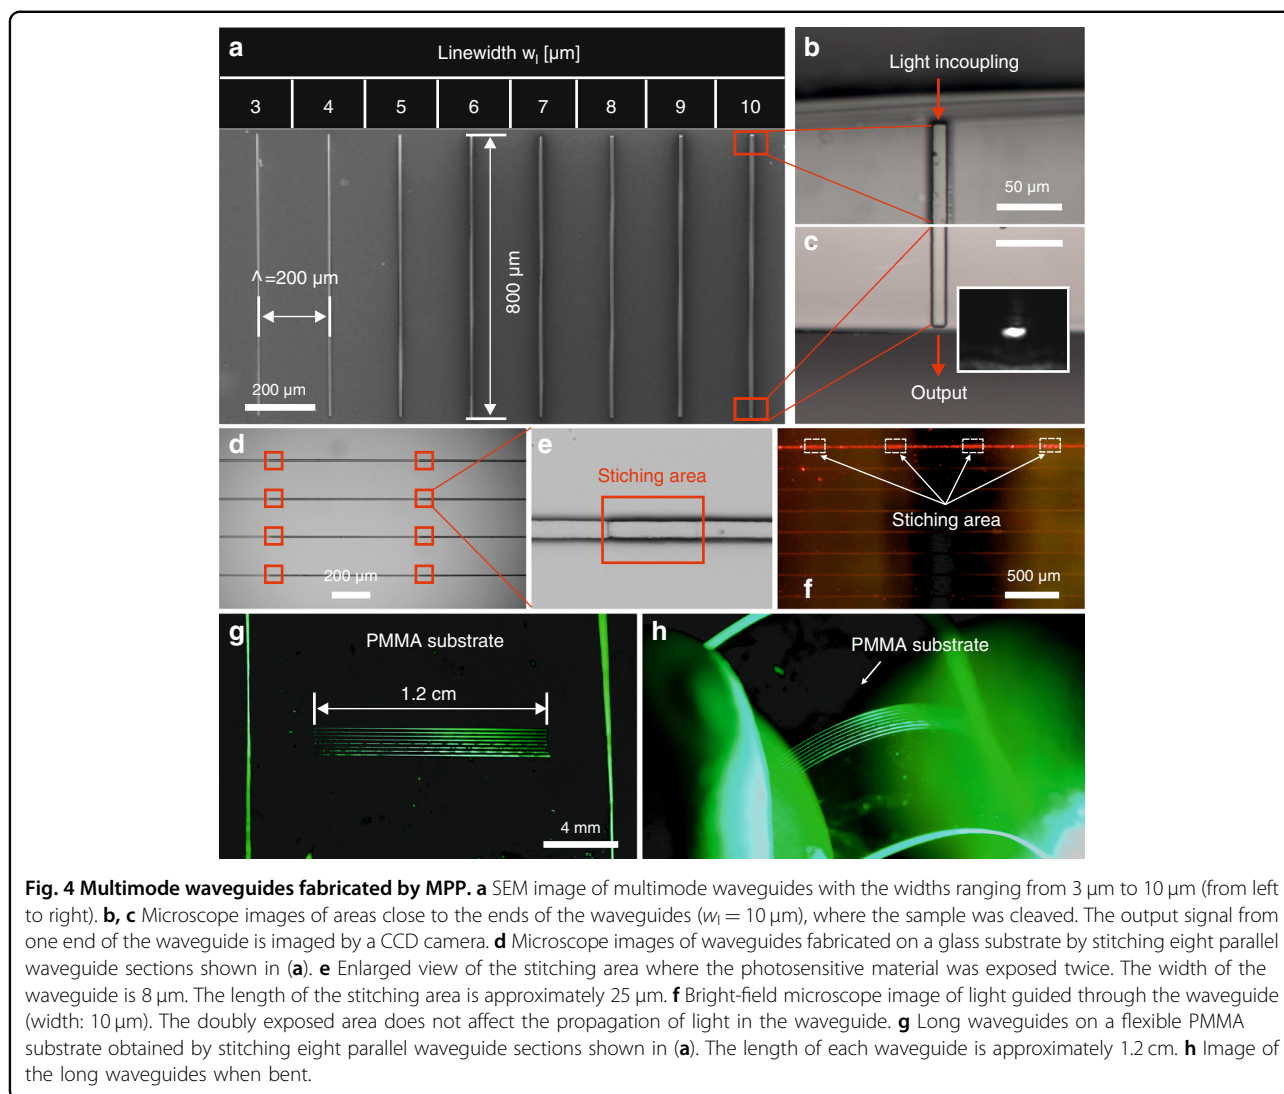 a
Linewidth wl [µm]
3 4 5 6 7 8 9 10
Λ=200 µm
800 µm
200 µm
b
Light incoupling
50 µm
c
Output
d
200 µm
e
Stiching area
f
Stiching area
500 µm
g
PMMA substrate
1.2 cm
4 mm
h
PMMA substrate
Fig. 4 Multimode waveguides fabricated by MPP. a SEM image of multimode waveguides with the widths ranging from 3 µm to 10 µm (from left
to right). b, c Microscope images of areas close to the ends of the waveguides (wl = 10 µm), where the sample was cleaved. The output signal from
one end of the waveguide is imaged by a CCD camera. d Microscope images of waveguides fabricated on a glass substrate by stitching eight parallel
waveguide sections shown in (a). e Enlarged view of the stitching area where the photosensitive material was exposed twice. The width of the
waveguide is 8 µm. The length of the stitching area is approximately 25 µm. f Bright-field microscope image of light guided through the waveguide
(width: 10 µm). The doubly exposed area does not affect the propagation of light in the waveguide. g Long waveguides on a flexible PMMA
substrate obtained by stitching eight parallel waveguide sections shown in (a). The length of each waveguide is approximately 1.2 cm. h Image of
the long waveguides when bent.